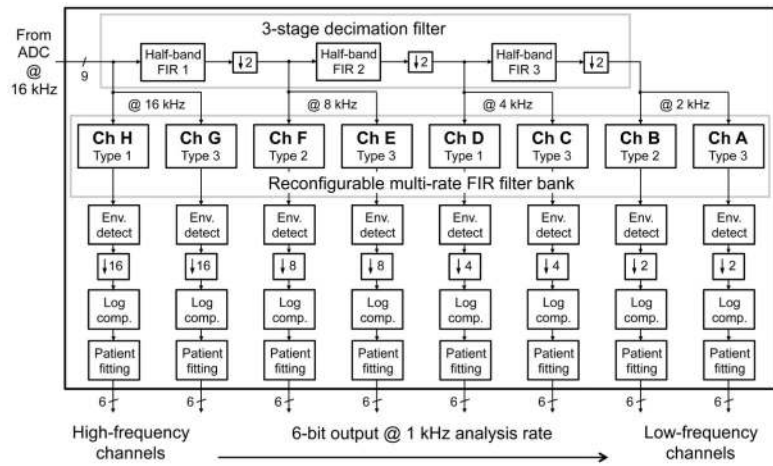 3-stage decimation filter
From
ADC
@
16 kHz
9
Half-band
FIR 1
↓2
Half-band
FIR 2
↓2
Half-band
FIR 3
↓2
@ 16 kHz
@ 8 kHz
@ 4 kHz
@ 2 kHz
Ch H
Type 1
Ch G
Type 3
Ch F
Type 2
Ch E
Type 3
Ch D
Type 1
Ch C
Type 3
Ch B
Type 2
Ch A
Type 3
Reconfigurable multi-rate FIR filter bank
Env.
detect
Env.
detect
Env.
detect
Env.
detect
Env.
detect
Env.
detect
Env.
detect
Env.
detect
↓16
↓16
↓8
↓8
↓4
↓4
↓2
↓2
Log
comp.
Log
comp.
Log
comp.
Log
comp.
Log
comp.
Log
comp.
Log
comp.
Log
comp.
Patient
fitting
Patient
fitting
Patient
fitting
Patient
fitting
Patient
fitting
Patient
fitting
Patient
fitting
Patient
fitting
6
6
6
6
6
6
6
6
High-frequency
channels
6-bit output @ 1 kHz analysis rate
Low-frequency
channels